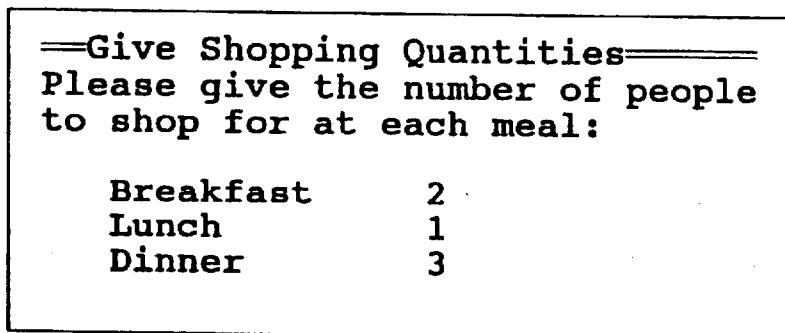 ==Give Shopping Quantities======
Please give the number of people
to shop for at each meal:
Breakfast 2
Lunch 1
Dinner 3